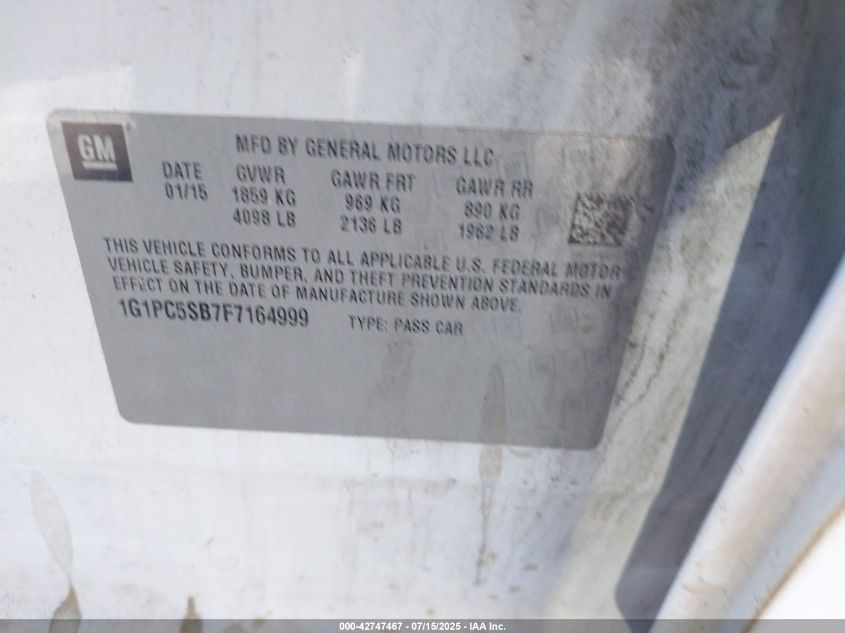 GM
MFD BY GENERAL MOTORS LLC
DATE GVWR GAWR FRT GAWR RR
01/15 1859 KG 969 KG 890 KG
4098 LB 2136 LB 1962 LB
THIS VEHICLE CONFORMS TO ALL APPLICABLE U.S. FEDERAL MOTOR
VEHICLE SAFETY, BUMPER, AND THEFT PREVENTION STANDARDS IN
EFFECT ON THE DATE OF MANUFACTURE SHOWN ABOVE.
1G1PC5SB7F7164999 TYPE: PASS CAR
000-42747467 - 07/15/2025 - IAA Inc.